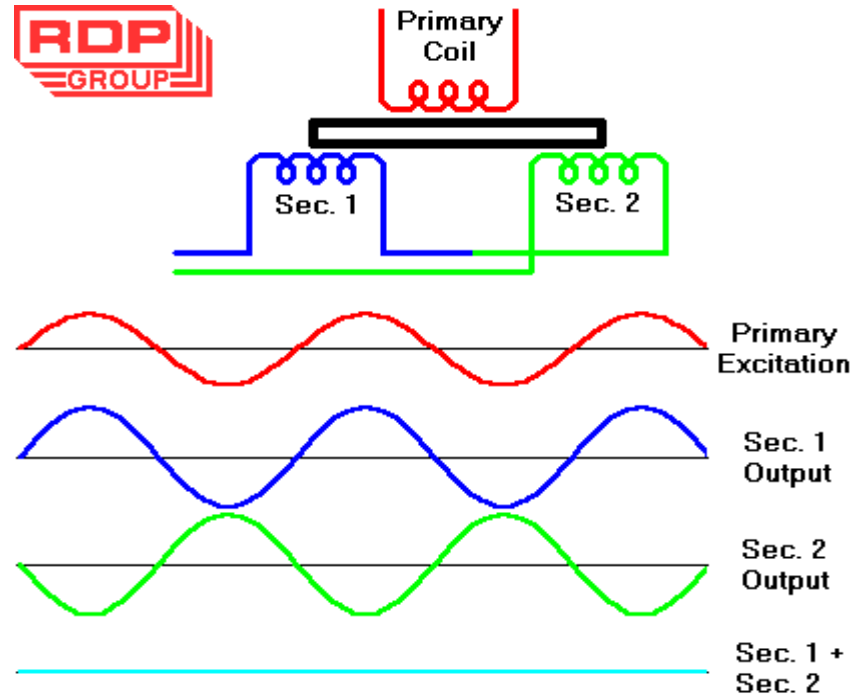 RDP
GROUP
Primary
Coil
Sec. 1
Sec. 2
Primary
Excitation
Sec. 1
Output
Sec. 2
Output
Sec. 1 +
Sec. 2